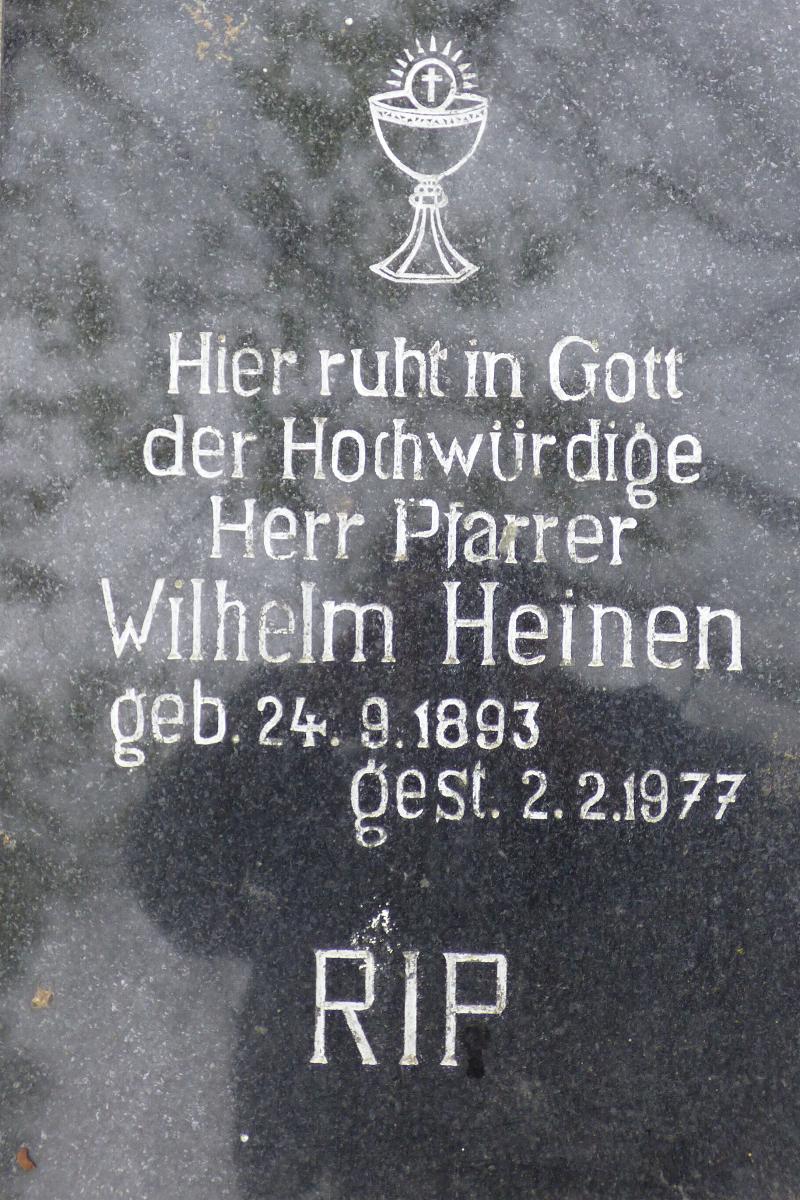 Hier ruht in Gott
der Hochwürdige
Herr Pfarrer
Wilhelm Heinen
geb. 24. 9. 1893
gest. 2. 2. 1977
RIP